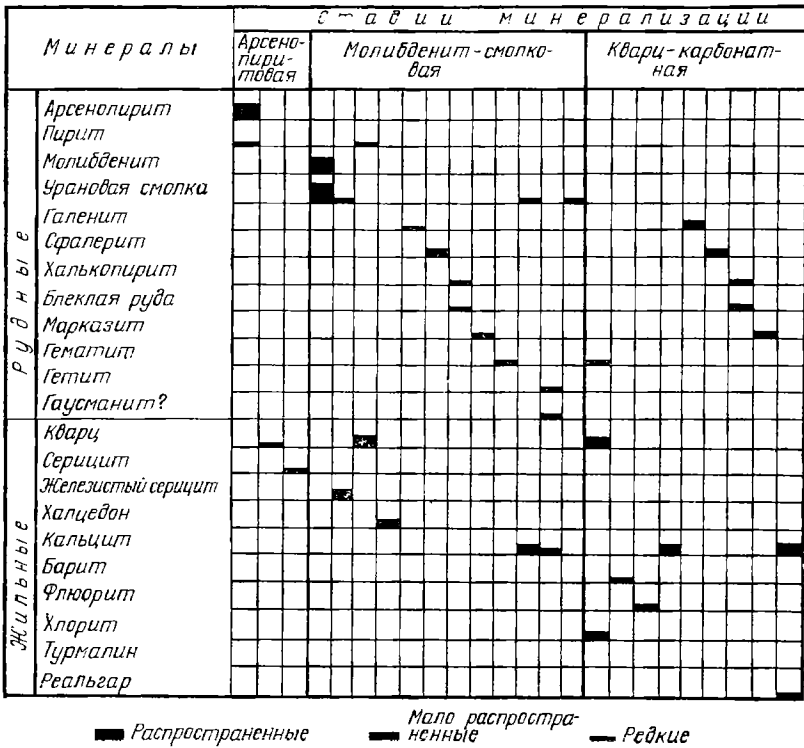 Стадии минерализации
Минералы
Арсено-
пири-
товая
Молибденит-смолко-
вая
Кварц-карбонат-
ная
Рудные
Арсенопирит
Пирит
Молибденит
Урановая смолка
Галенит
Сфалерит
Халькопирит
Блеклая руда
Марказит
Гематит
Гетит
Гаусманит?
Жильные
Кварц
Серицит
Железистый серицит
Халцедон
Кальцит
Барит
Флюорит
Хлорит
Турмалин
Реальгар
Распространенные
Мало распростра-
ненные
Редкие